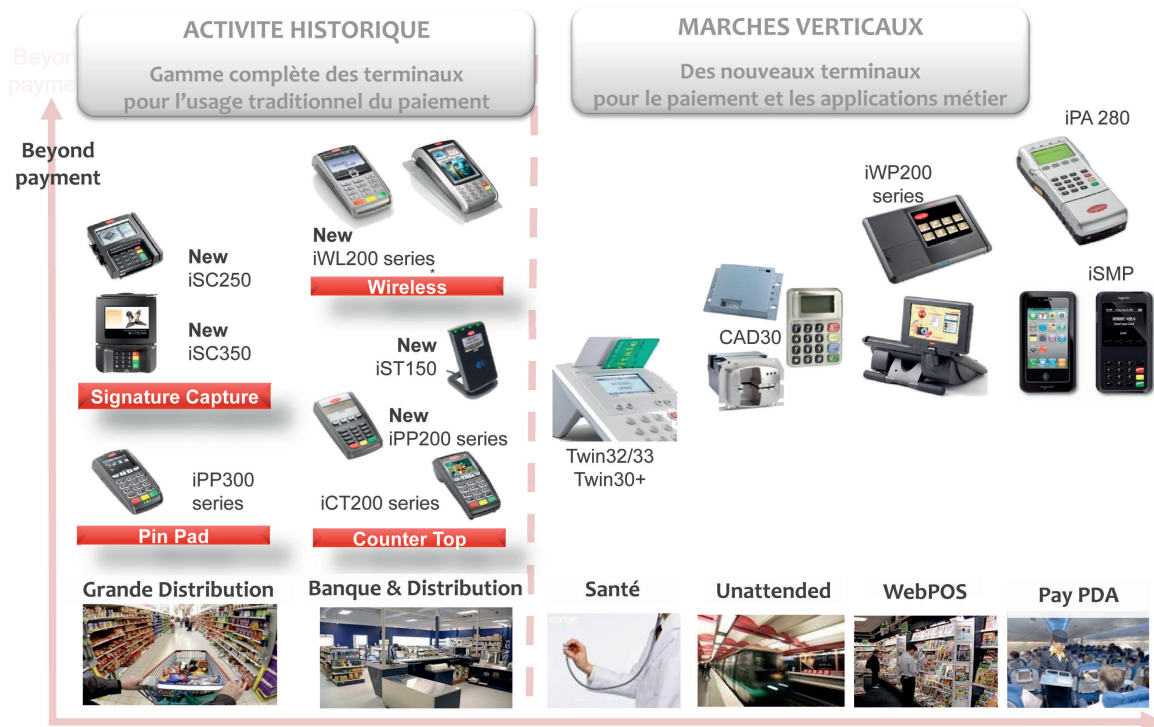 ACTIVITE HISTORIQUE
Gamme complète des terminaux
pour l'usage traditionnel du paiement
MARCHES VERTICAUX
Des nouveaux terminaux
pour le paiement et les applications métier
Beyond
payment
New
iSC250
New
iSC350
Signature Capture
iPP300
series
Pin Pad
New
iWL200 series
*
Wireless
New
iST150
New
iPP200 series
iCT200 series
Counter Top
Twin32/33
Twin30+
CAD30
iWP200
series
iPA 280
iSMP
Grande Distribution
Banque & Distribution
Santé
Unattended
WebPOS
Pay PDA